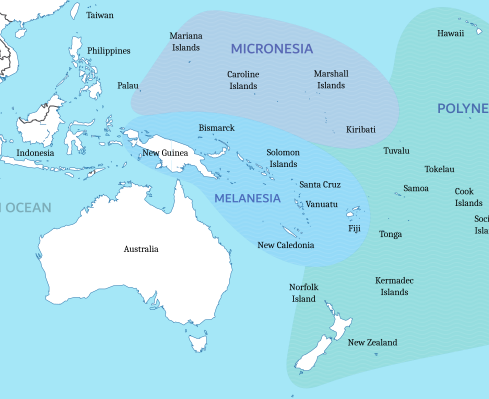 Taiwan
Hawaii
Mariana
Islands
MICRONESIA
Philippines
Caroline
Islands
Marshall
Islands
Palau
POLYNE
Bismarck
Kiribati
Indonesia
New Guinea
Solomon
Islands
Tuvalu
Tokelau
Santa Cruz
Samoa
Cook
Islands
MELANESIA
Vanuatu
OCEAN
Soci
Isla
Fiji
Tonga
Australia
New Caledonia
Norfolk
Island
Kermadec
Islands
New Zealand